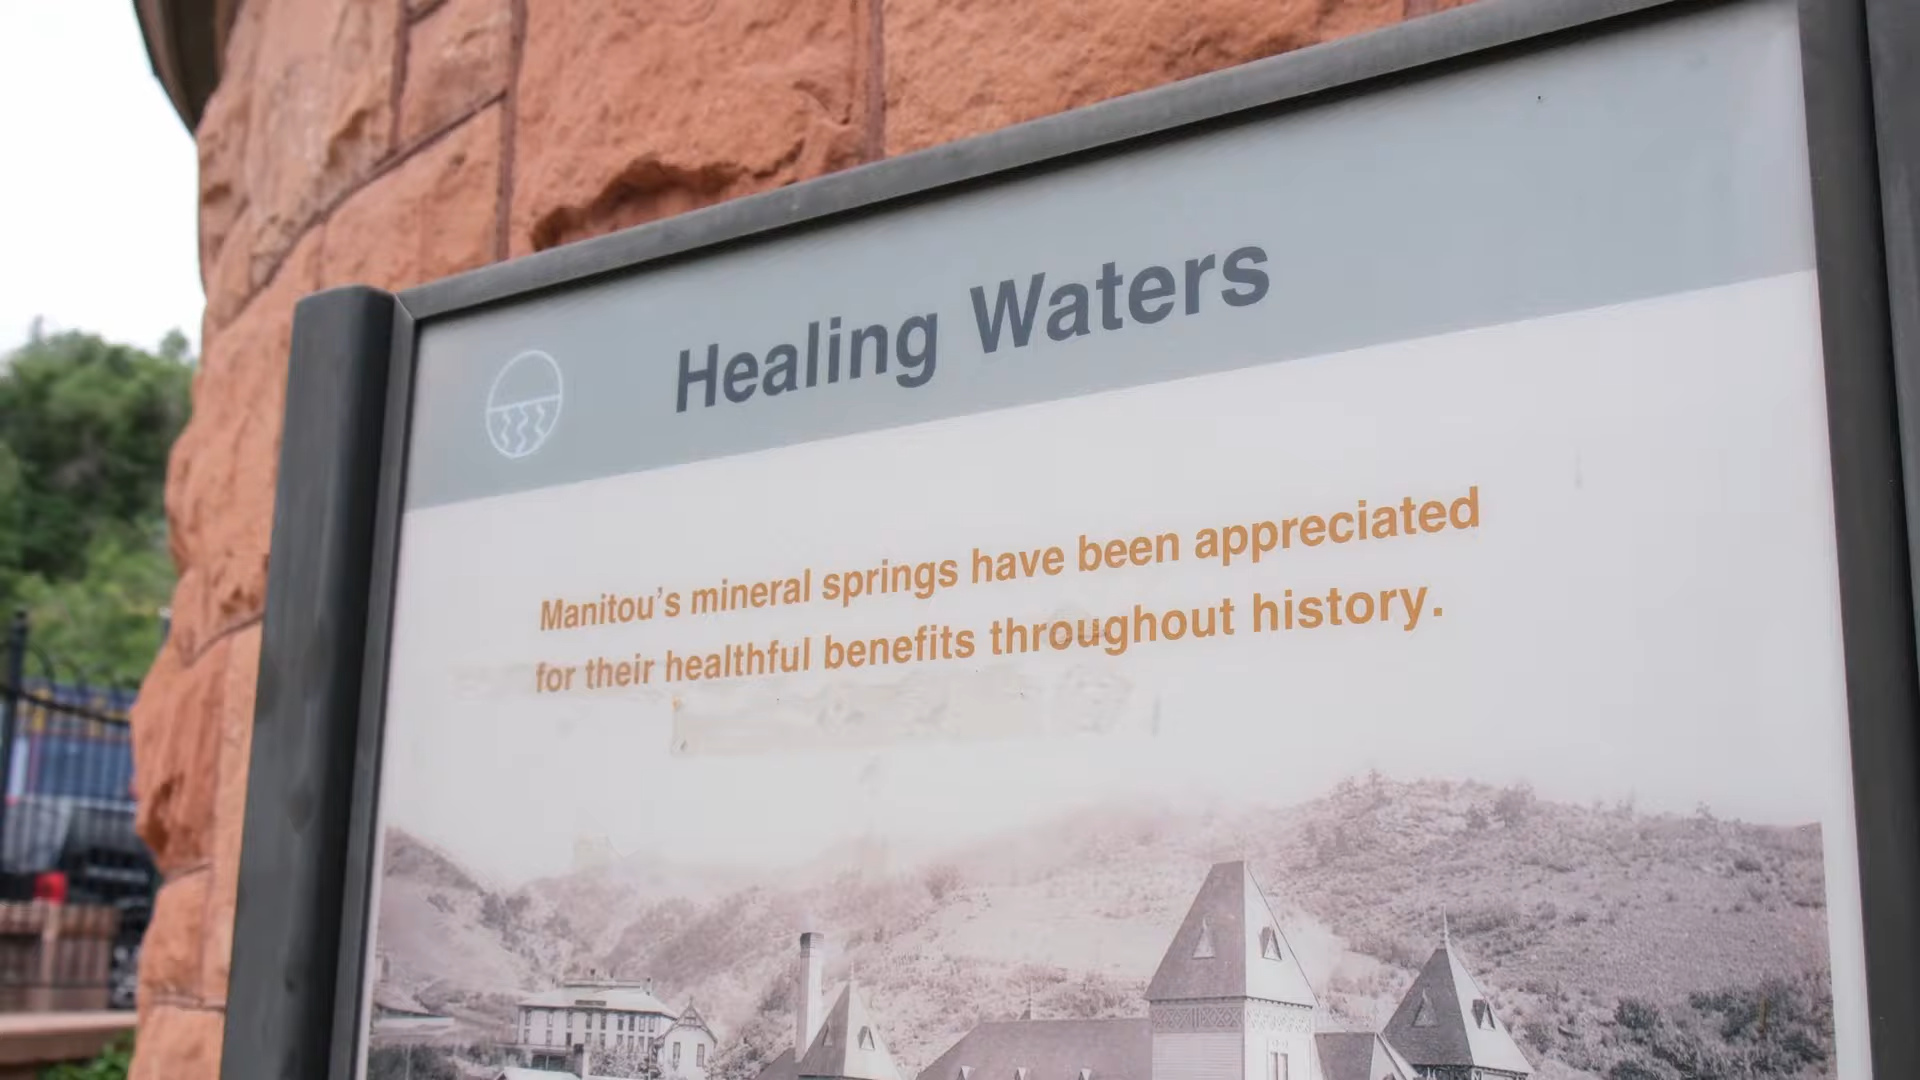 Healing Waters
Manitou's mineral springs have been appreciated
for their healthful benefits throughout history.